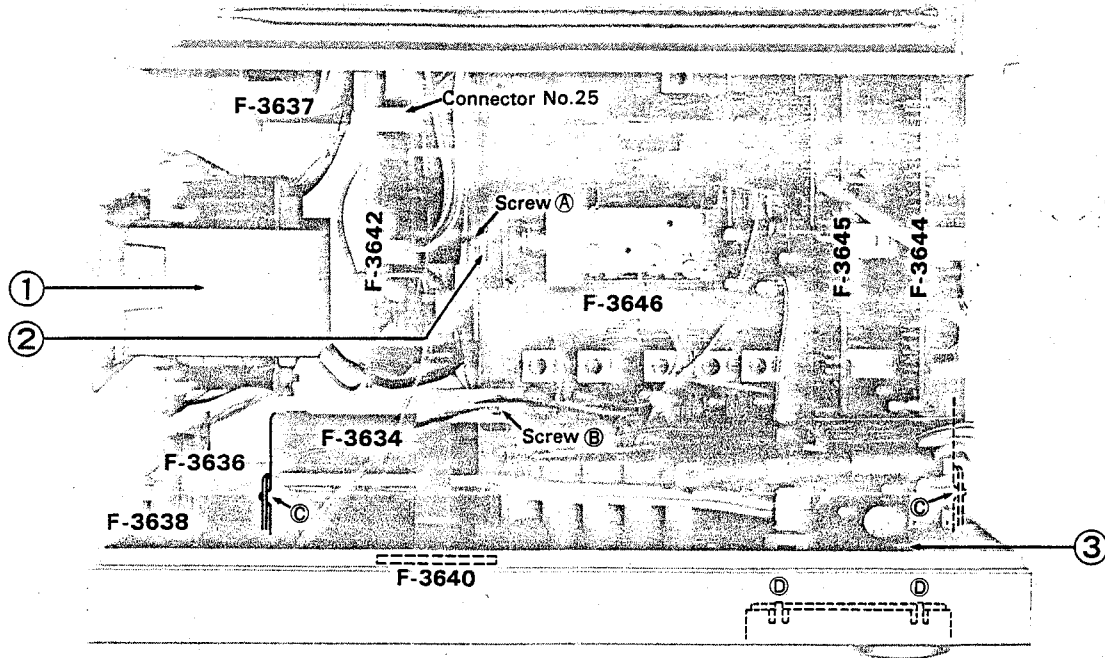 F-3637
Connector No.25
Screw Ⓐ
F-3642
F-3645
F-3644
①
F-3646
②
F-3634
Screw Ⓑ
F-3636
Ⓒ
Ⓒ
F-3638
③
F-3640
Ⓓ
Ⓓ